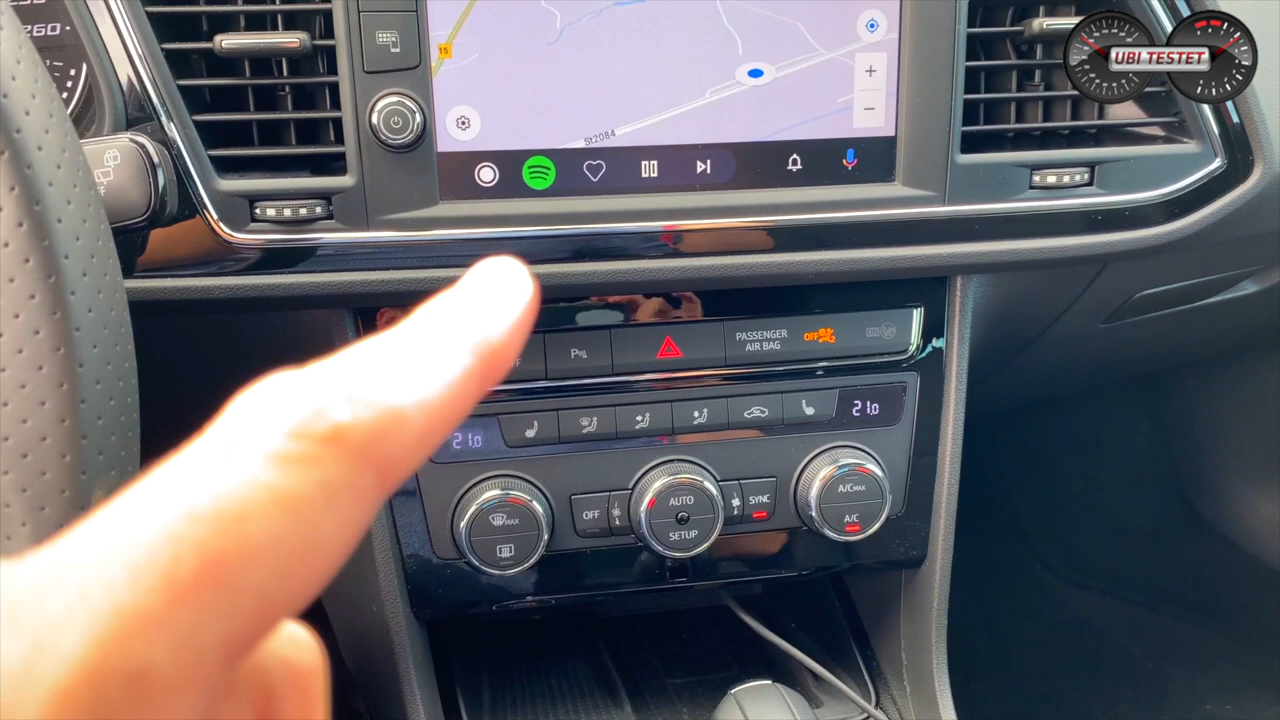 260
UBI TESTET
15
St2084
PASSENGER
AIR BAG
OFF
ON
21.0
21.0
MAX
OFF
AUTO
SETUP
SYNC
A/C MAX
A/C